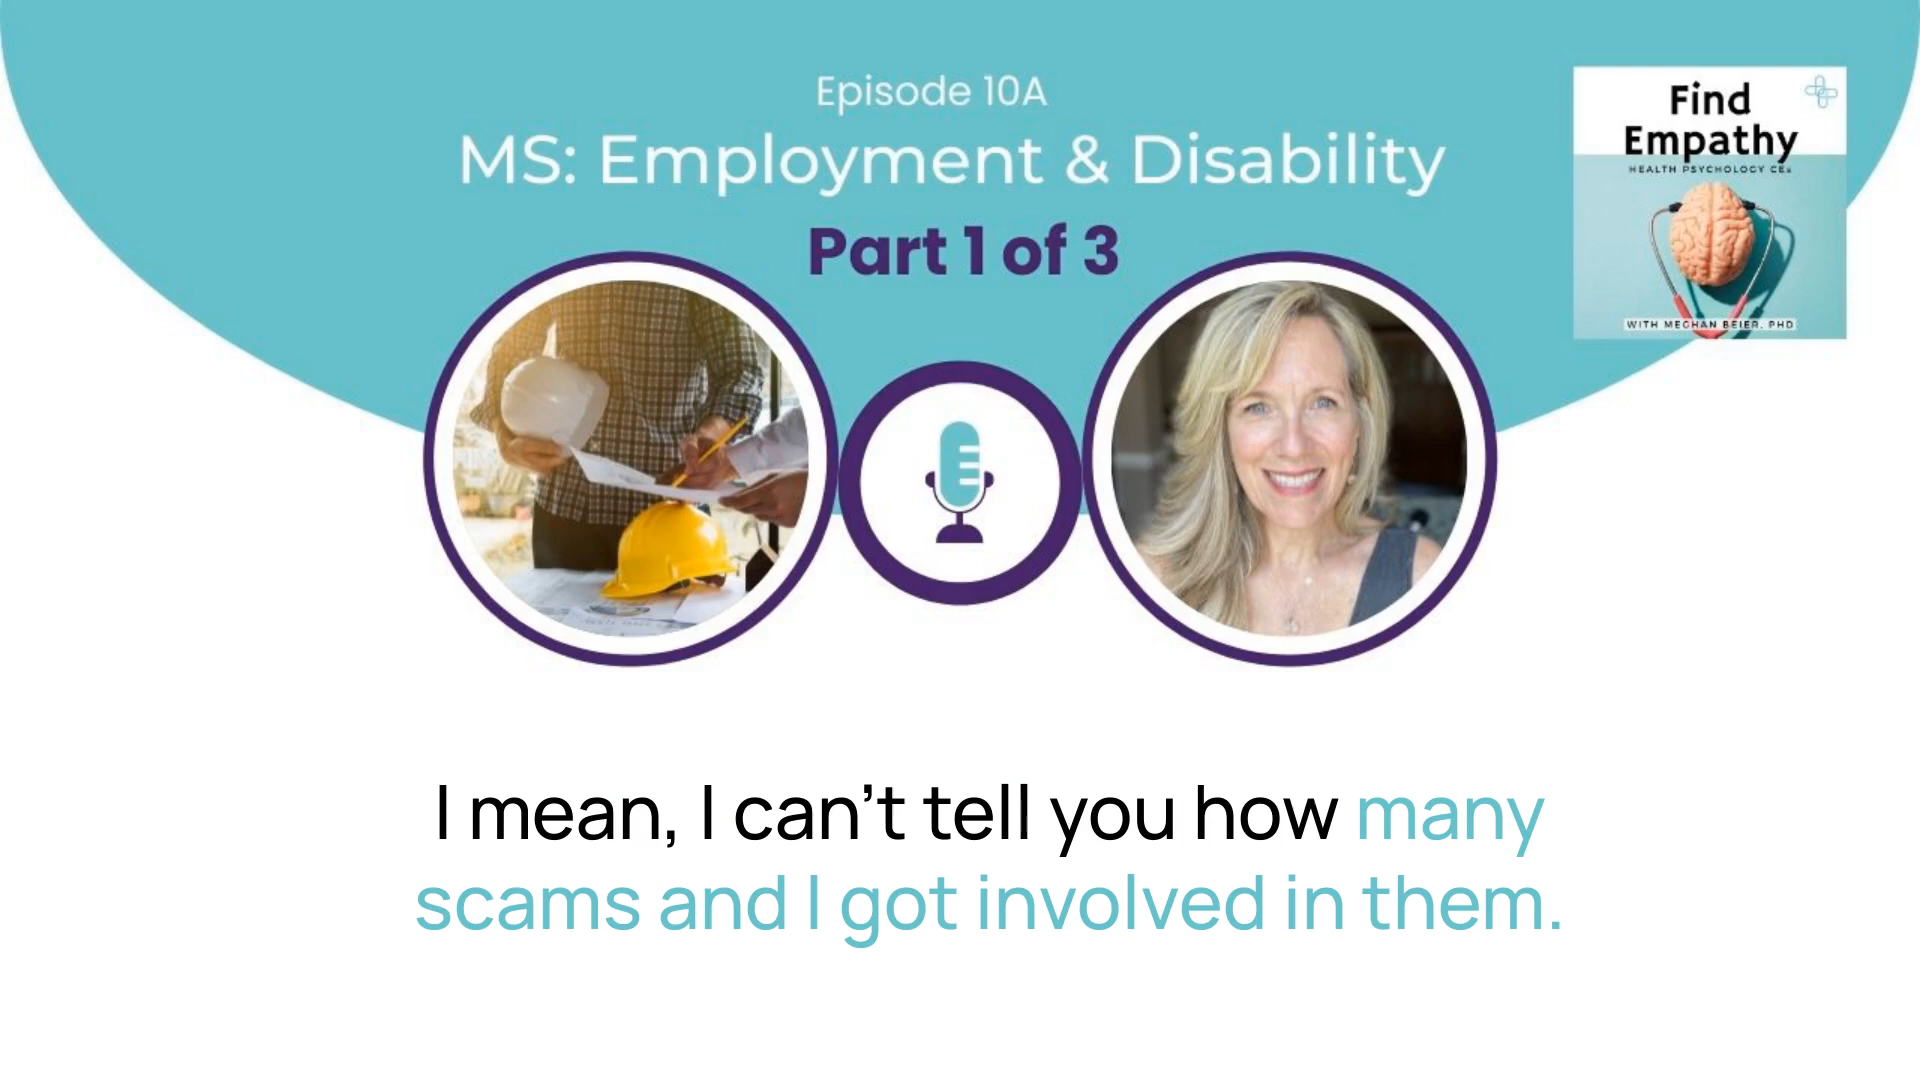 Episode 10A
MS: Employment & Disability
Part 1 of 3
Find
Empathy
HEALTH PSYCHOLOGY CEs
WITH MEGHAN BEIER, PHD
I mean, I can’t tell you how many
scams and I got involved in them.